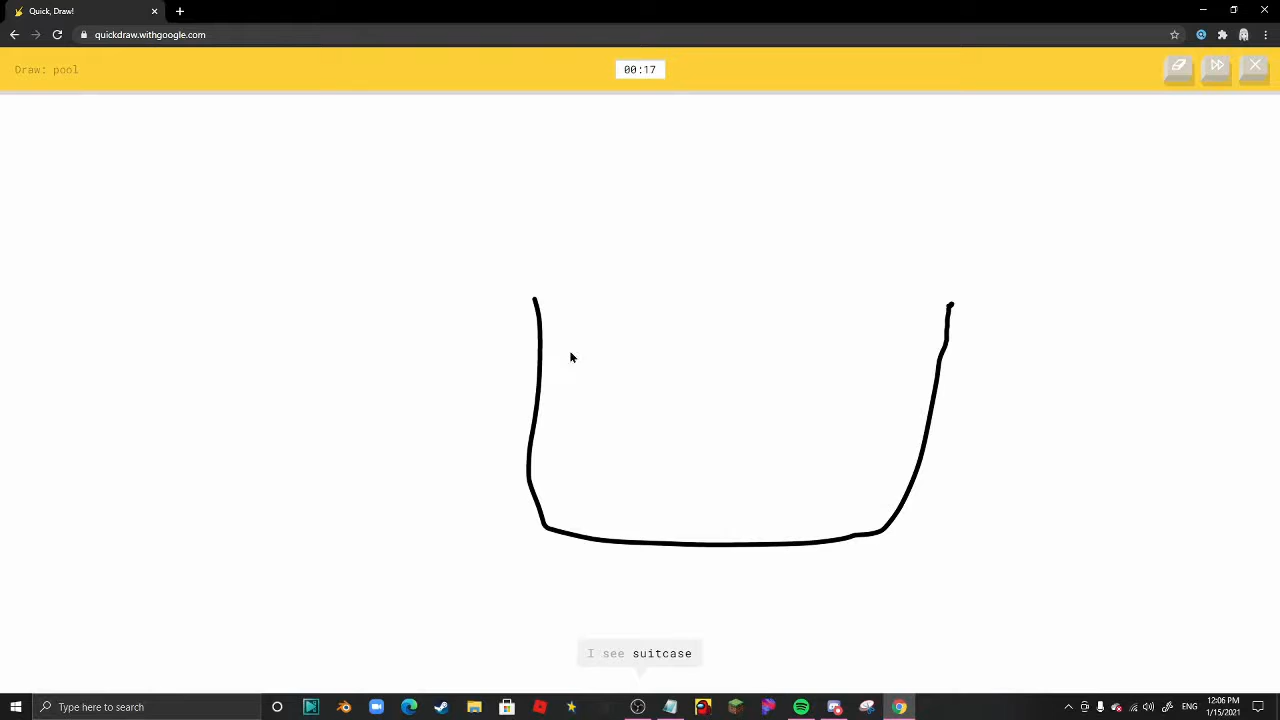 Quick, Draw!
quickdraw.withgoogle.com
Draw: pool
00:17
I see suitcase
Type here to search
12:06 PM
1/15/2021